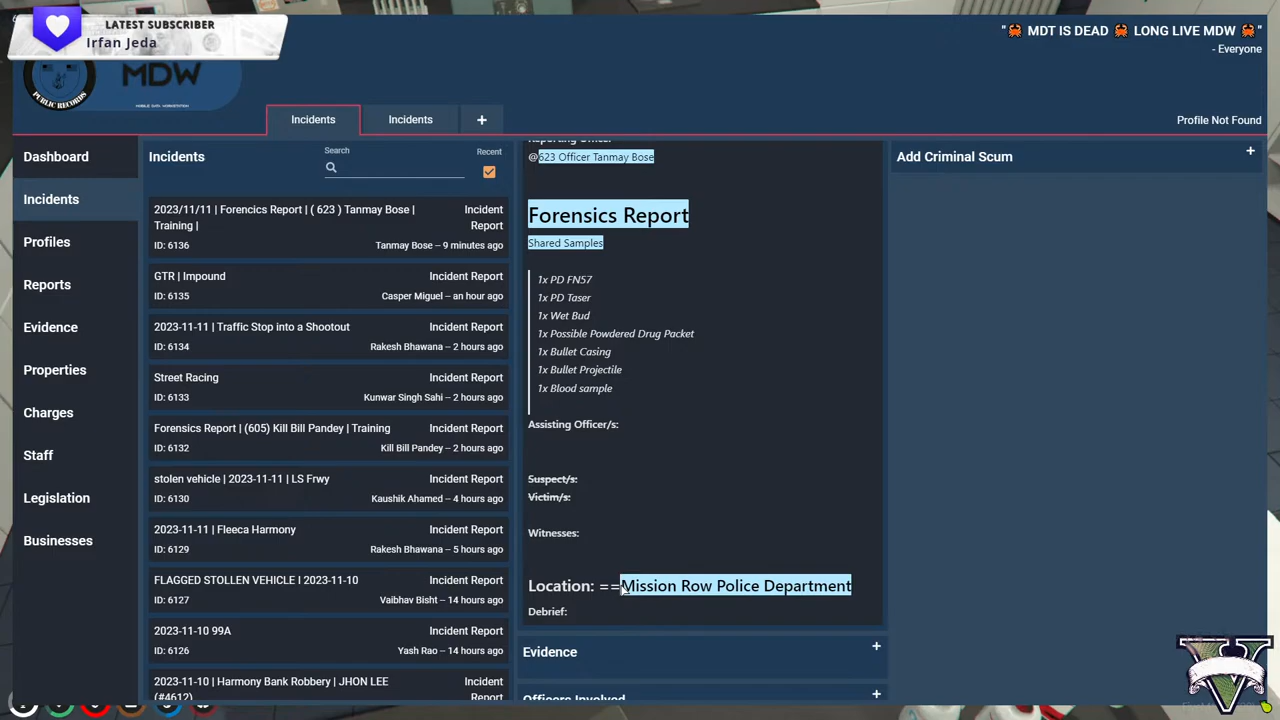 LATEST SUBSCRIBER
Irfan Jeda
" 🦀 MDT IS DEAD 🦀 LONG LIVE MDW 🦀 "
- Everyone
PUBLIC RECORDS
MDW
MOBILE DATA WORKSTATION
Incidents
Incidents
+
Profile Not Found
Dashboard
Incidents
Profiles
Reports
Evidence
Properties
Charges
Staff
Legislation
Businesses
Incidents
Search
Recent
2023/11/11 | Forencics Report | ( 623 ) Tanmay Bose | Training |
Incident Report
ID: 6136
Tanmay Bose – 9 minutes ago
GTR | Impound
Incident Report
ID: 6135
Casper Miguel – an hour ago
2023-11-11 | Traffic Stop into a Shootout
Incident Report
ID: 6134
Rakesh Bhawana – 2 hours ago
Street Racing
Incident Report
ID: 6133
Kunwar Singh Sahi – 2 hours ago
Forensics Report | (605) Kill Bill Pandey | Training
Incident Report
ID: 6132
Kill Bill Pandey – 2 hours ago
stolen vehicle | 2023-11-11 | LS Frwy
Incident Report
ID: 6130
Kaushik Ahamed – 4 hours ago
2023-11-11 | Fleeca Harmony
Incident Report
ID: 6129
Rakesh Bhawana – 5 hours ago
FLAGGED STOLLEN VEHICLE I 2023-11-10
Incident Report
ID: 6127
Vaibhav Bisht – 14 hours ago
2023-11-10 99A
Incident Report
ID: 6126
Yash Rao – 14 hours ago
2023-11-10 | Harmony Bank Robbery | JHON LEE (#4612)
Incident Report
Reporting Officer
@623 Officer Tanmay Bose
Forensics Report
Shared Samples
1x PD FN57
1x PD Taser
1x Wet Bud
1x Possible Powdered Drug Packet
1x Bullet Casing
1x Bullet Projectile
1x Blood sample
Assisting Officer/s:
Suspect/s:
Victim/s:
Witnesses:
Location: ==Mission Row Police Department
Debrief:
Evidence
+
Officers Involved
+
Add Criminal Scum
+